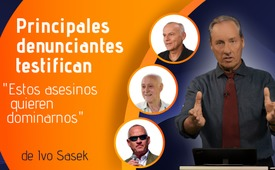 Principales
denunciantes
testifican
"Estos asesinos
quieren
dominarnos"
de Ivo Sasek